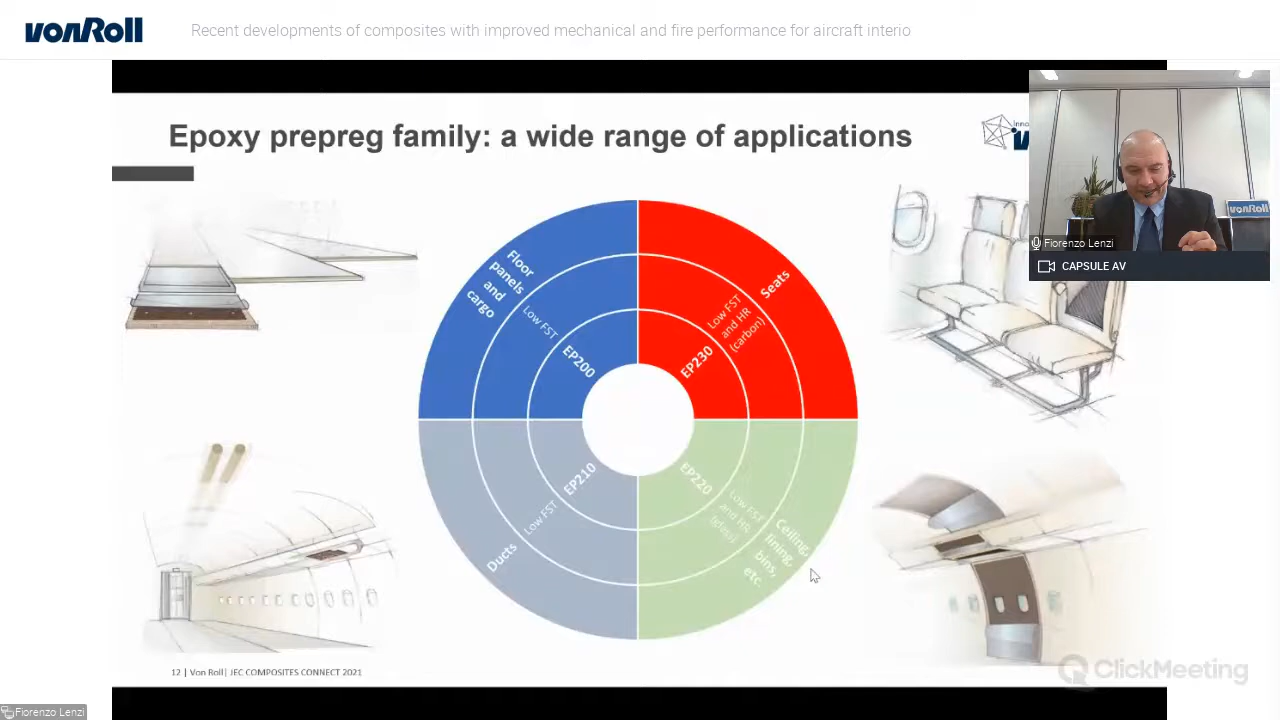 vonRoll
Recent developments of composites with improved mechanical and fire performance for aircraft interio
Epoxy prepreg family: a wide range of applications
Floor
panels
and
cargo
Low FST
EP200
Seats
Low FST
and HR
(carbon)
EP230
EP210
Low FST
Ducts
EP220
Low FST
and HR
(glass)
Ceiling,
lining,
bins,
etc.
vonRoll
Fiorenzo Lenzi
CAPSULE AV
12 | Von Roll| JEC COMPOSITES CONNECT 2021
ClickMeeting
Fiorenzo Lenzi